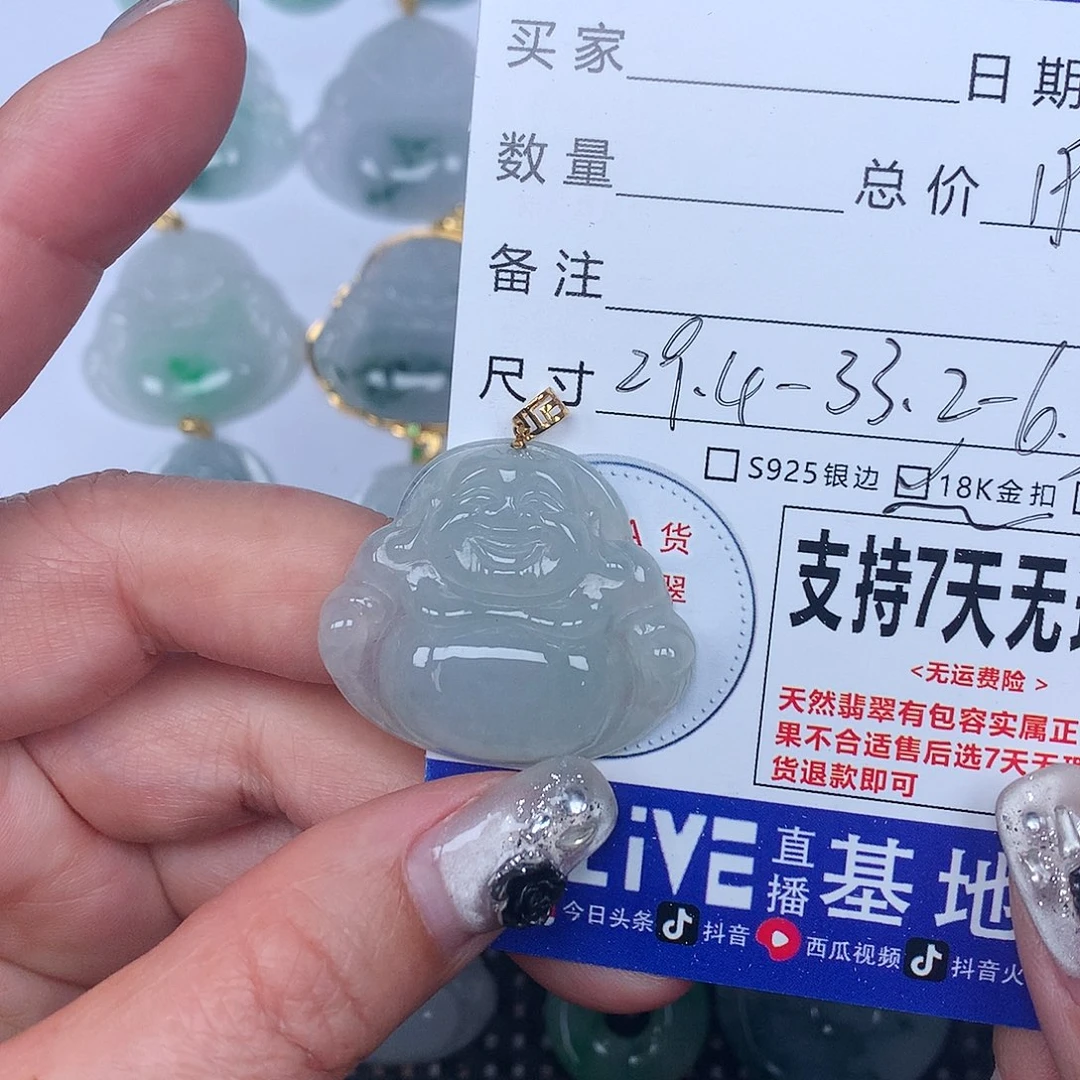 买家 日期
数量 总价
备注
尺寸 29.4-33.2-6.
S925银边 18K金扣
A 货
翠
支持7天无
<无运费险>
天然翡翠有包容实属正
果不合适售后选7天无理
货退款即可
LiVE 直播 基地
今日头条 抖音 西瓜视频 抖音火